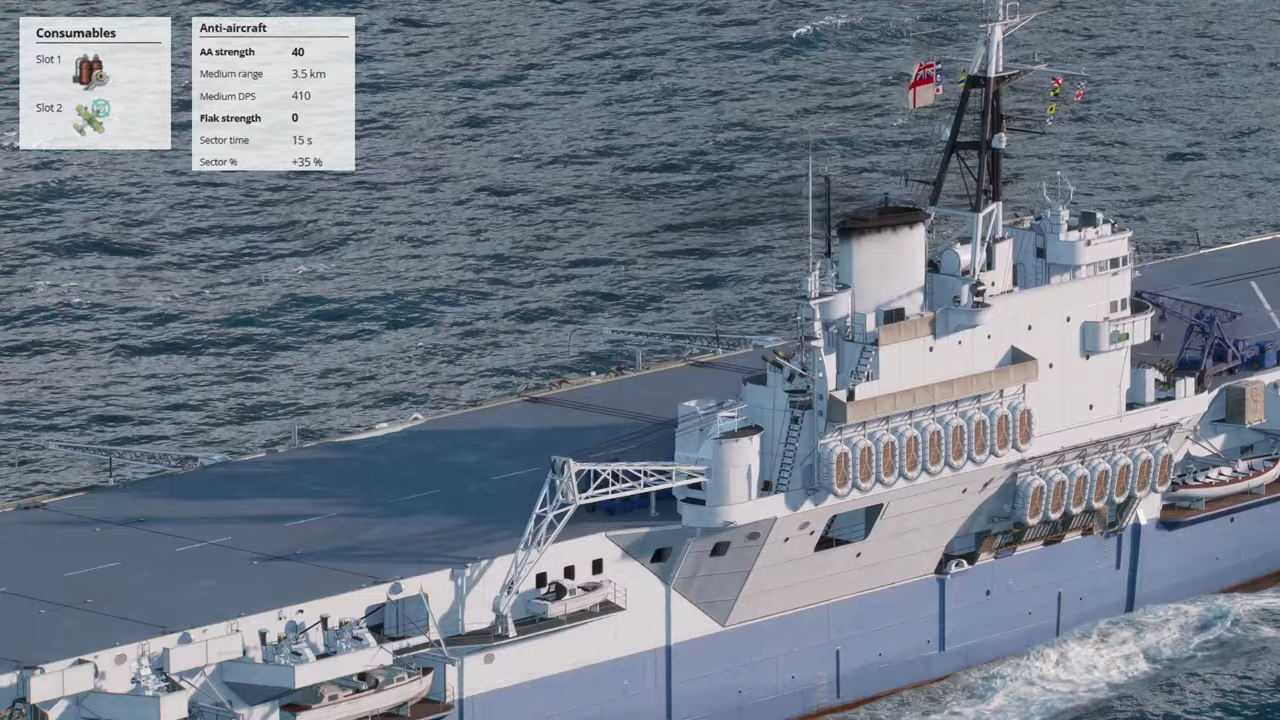 Consumables
Slot 1
Slot 2
Anti-aircraft
AA strength 40
Medium range 3.5 km
Medium DPS 410
Flak strength 0
Sector time 15 s
Sector % +35 %